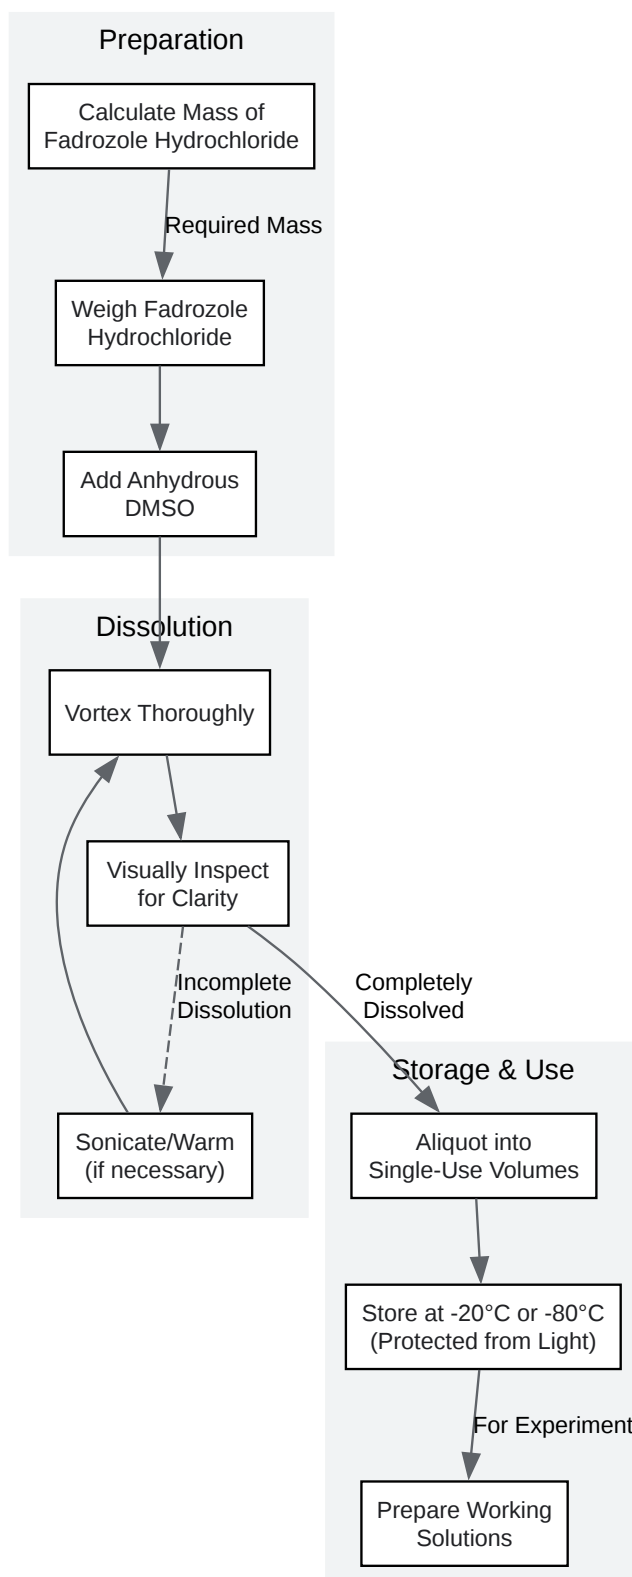 Preparation
Calculate Mass of
Fadrozole Hydrochloride
Required Mass
Weigh Fadrozole
Hydrochloride
Add Anhydrous
DMSO
Dissolution
Vortex Thoroughly
Visually Inspect
for Clarity
Incomplete
Dissolution
Completely
Dissolved
Sonicate/Warm
(if necessary)
Storage & Use
Aliquot into
Single-Use Volumes
Store at -20°C or -80°C
(Protected from Light)
For Experiment
Prepare Working
Solutions